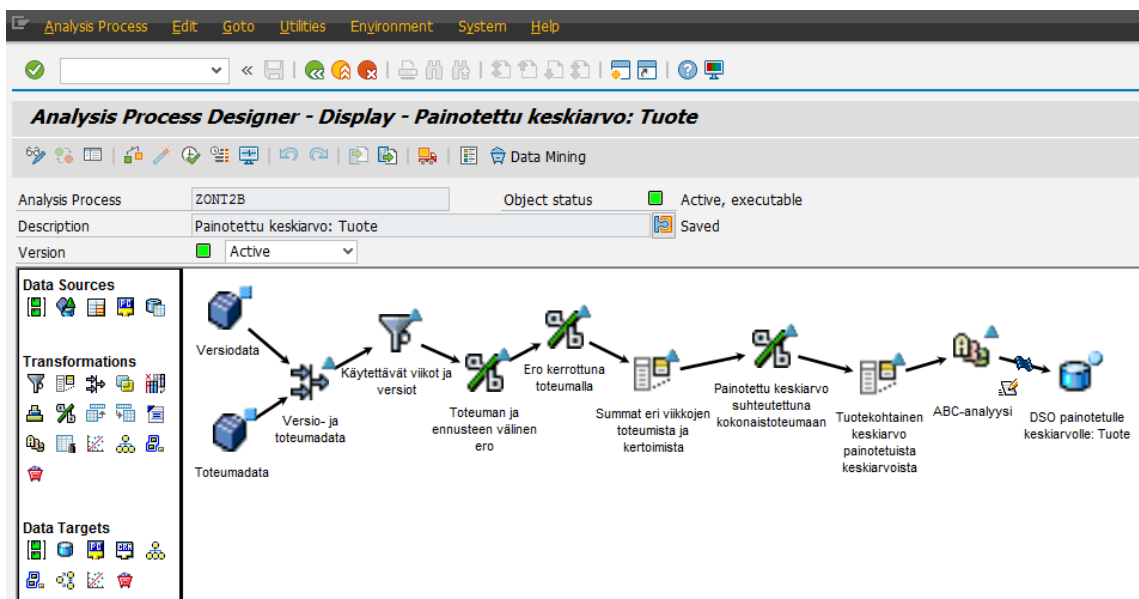 Analysis Process Edit Goto Utilities Environment System Help
Analysis Process Designer - Display - Painotettu keskiarvo: Tuote
Data Mining
Analysis Process ZONT2B Object status Active, executable
Description Painotettu keskiarvo: Tuote Saved
Version Active
Data Sources
Transformations
Data Targets
Versiodata
Toteumadata
Versio- ja
toteumadata
Käytettävät viikot ja
versiot
Toteuman ja
ennusteen välinen
ero
Ero kerrottuna
toteumalla
Summat eri viikkojen
toteumista ja
kertoimista
Painotettu keskiarvo
suhteutettuna
kokonaistoteumaan
Tuotekohtainen
keskiarvo
painotetuista
keskiarvoista
ABC-analyysi
DSO painotetulle
keskiarvolle: Tuote